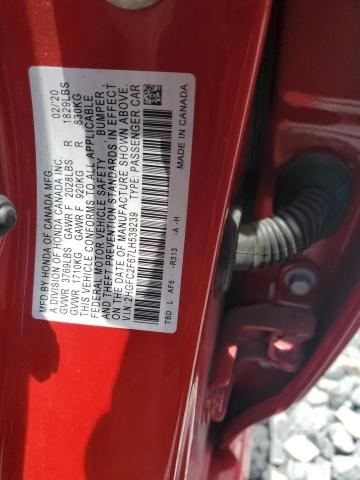 MFD BY HONDA OF CANADA MFG. 02/'20
A DIVISION OF HONDA CANADA INC.
GVWR 3769LBS GAWR F 2028LBS R 1829LBS
GVWR 1710KG GAWR F 920KG R 830KG
THIS VEHICLE CONFORMS TO ALL APPLICABLE
FEDERAL MOTOR VEHICLE SAFETY, BUMPER,
AND THEFT PREVENTION STANDARDS IN EFFECT
ON THE DATE OF MANUFACTURE SHOWN ABOVE.
V.I.N: 2HGFC2F67LH539239 TYPE: PASSENGER CAR
TBD L AF6 -R513 -A -H MADE IN CANADA